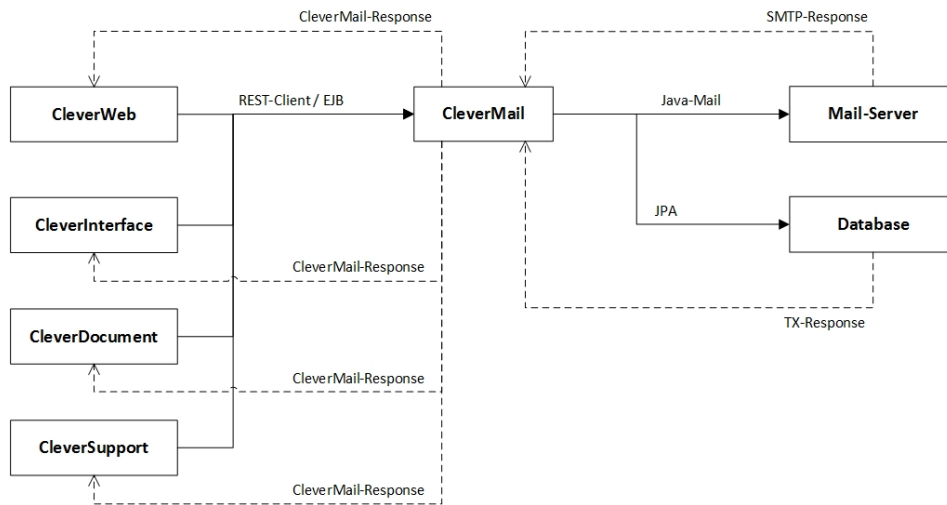 CleverMail-Response
SMTP-Response
CleverWeb
REST-Client / EJB
CleverMail
Java-Mail
Mail-Server
CleverInterface
JPA
Database
CleverMail-Response
TX-Response
CleverDocument
CleverMail-Response
CleverSupport
CleverMail-Response